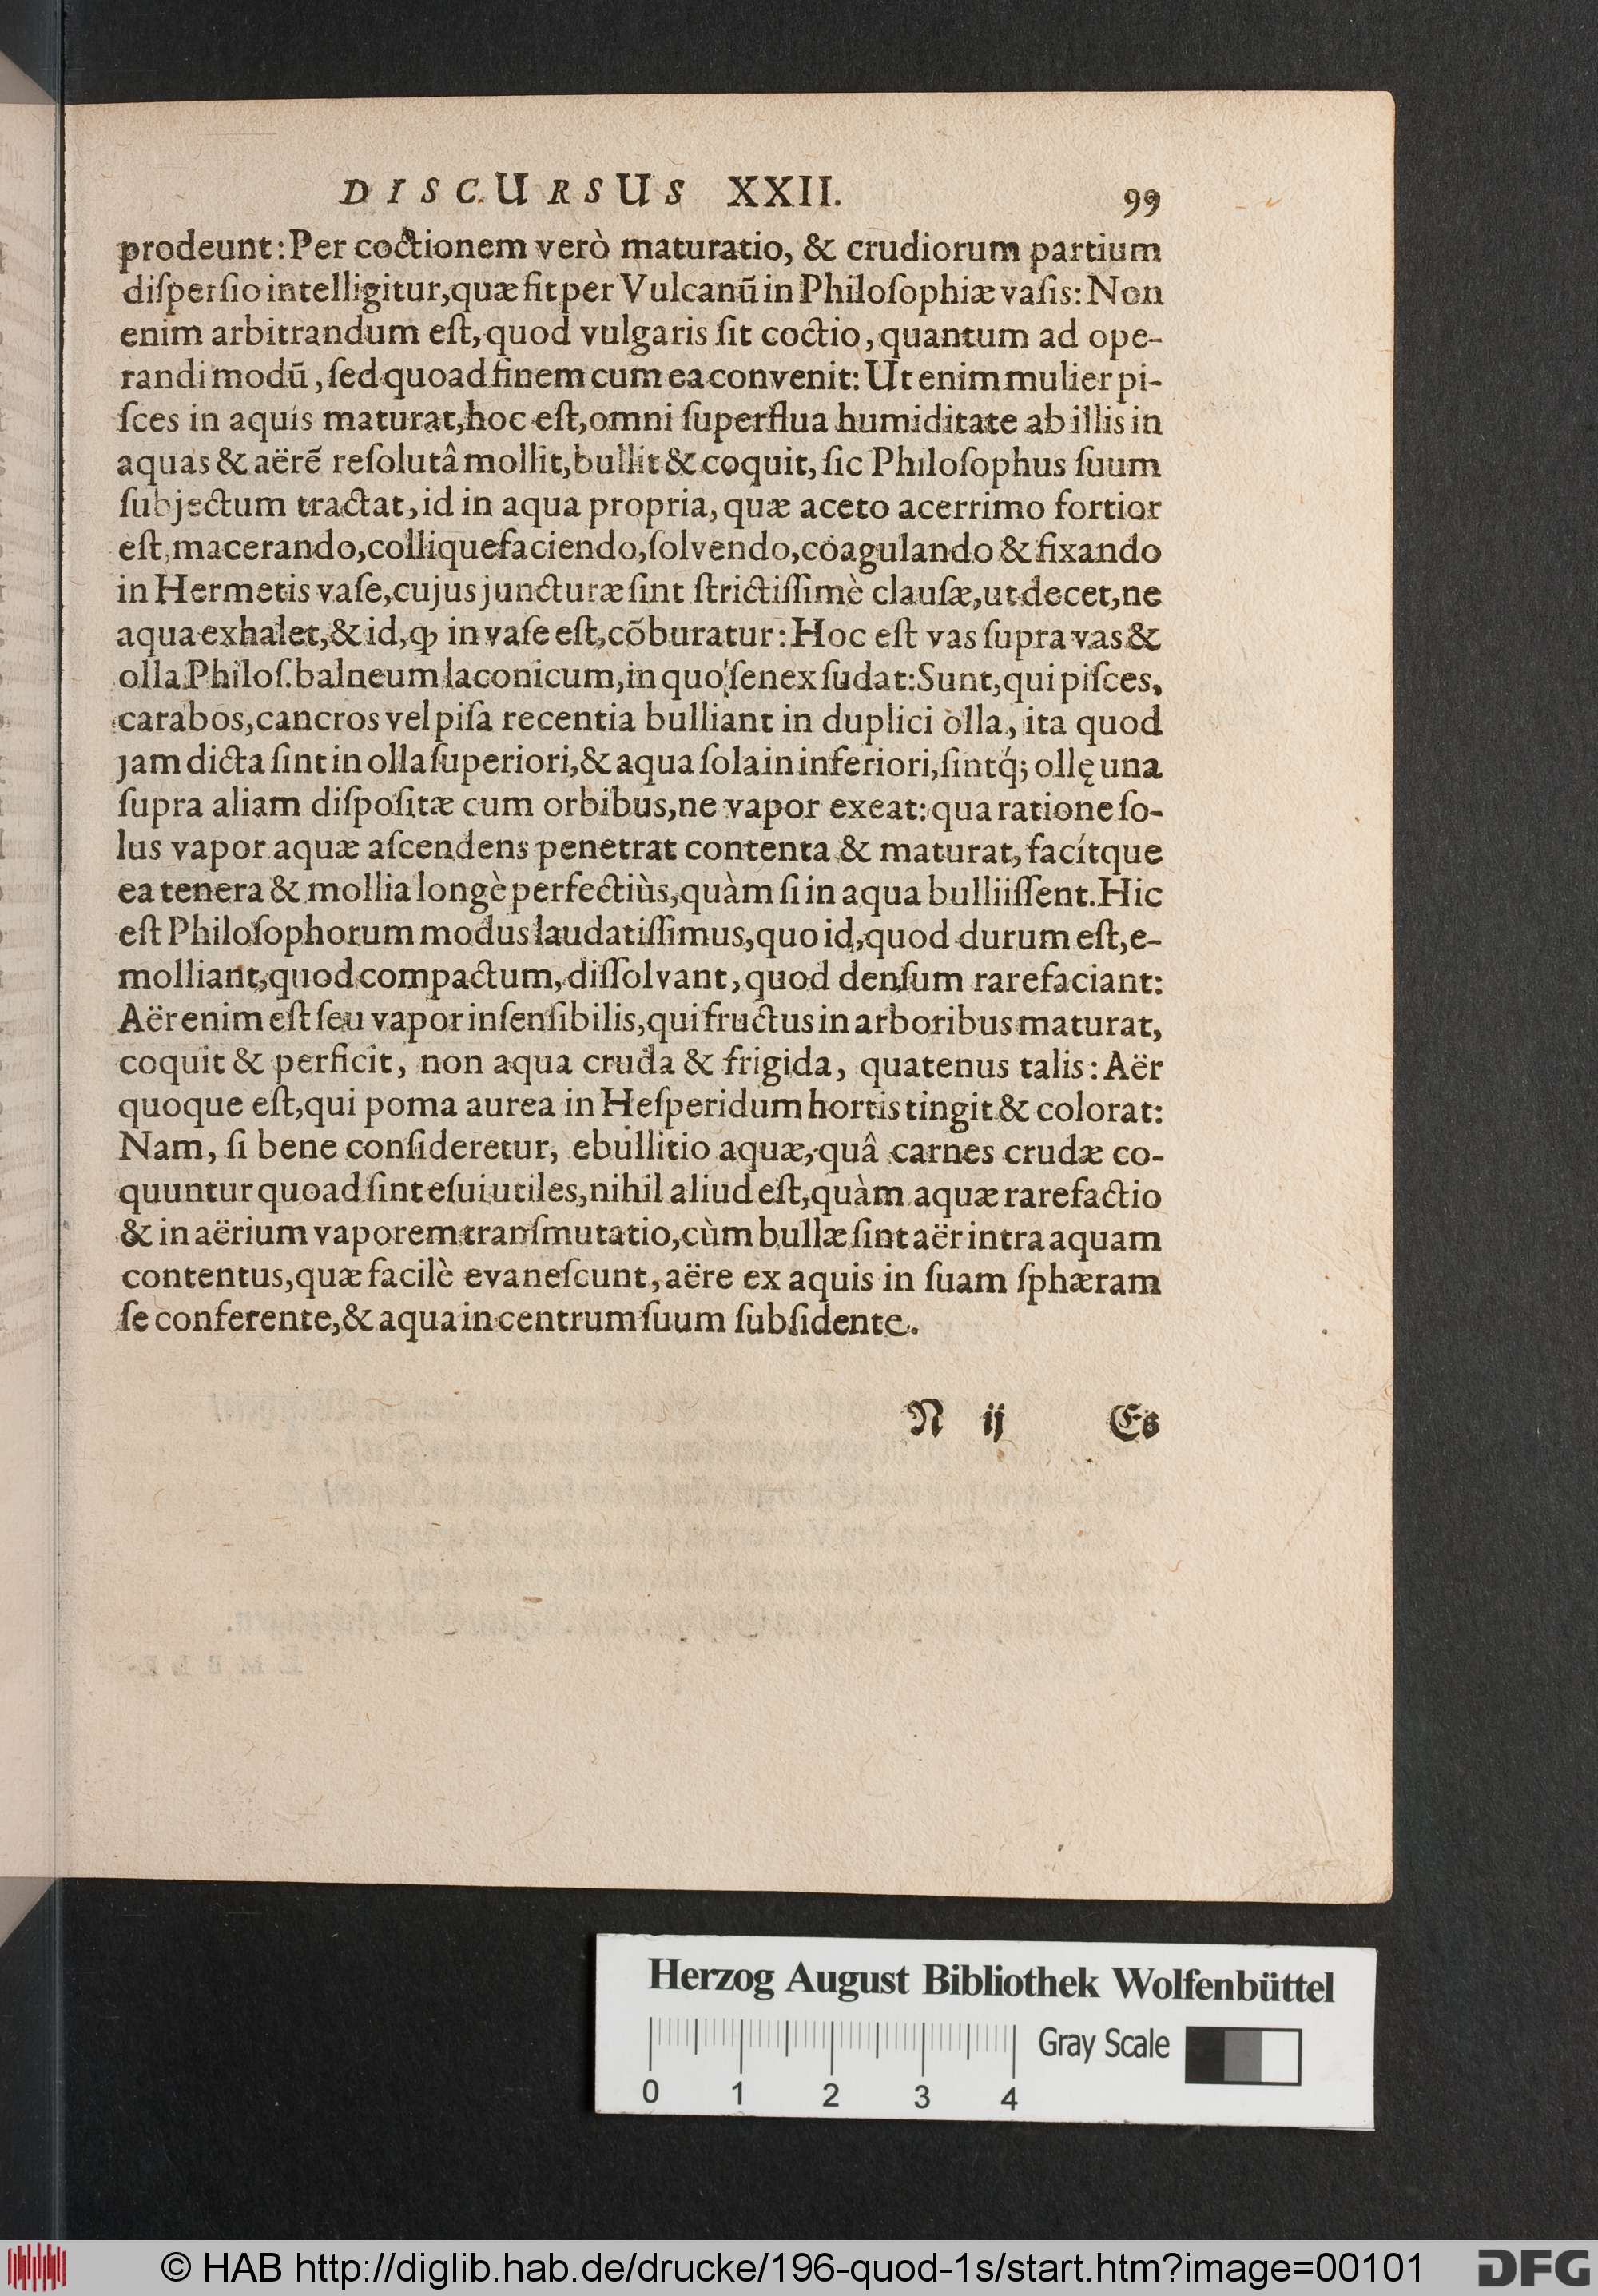 DISCURSUS XXII. 99
prodeunt: Per coctionem verò maturatio, & crudiorum partium
diſperſio intelligitur, quæ fit per Vulcanū in Philoſophiæ vaſis: Non
enim arbitrandum eſt, quod vulgaris ſit coctio, quantum ad ope-
randi modū, ſed quoad finem cum ea convenit: Ut enim mulier pi-
ſces in aquis maturat, hoc eſt, omni ſuperflua humiditate ab illis in
aquas & aërē reſolutâ mollit, bullit & coquit, ſic Philoſophus ſuum
ſubjectum tractat, id in aqua propria, quæ aceto acerrimo fortior
eſt, macerando, colliquefaciendo, ſolvendo, cóagulando & fixando
in Hermetis vaſe, cujus juncturæ ſint ſtrictiſſimè clauſæ, ut decet, ne
aqua exhalet, & id, ꝙ in vaſe eſt, cōburatur: Hoc eſt vas ſupra vas &
olla Philoſ. balneum laconicum, in quo ſenex ſudat: Sunt, qui piſces,
carabos, cancros vel piſa recentia bulliant in duplici olla, ita quod
jam dicta ſint in olla ſuperiori, & aqua ſola in inferiori, ſintq́; ollę una
ſupra aliam diſpoſitæ cum orbibus, ne vapor exeat: qua ratione ſo-
lus vapor aquæ aſcendens penetrat contenta & maturat, facítque
ea tenera & mollia longè perfectiùs, quàm ſi in aqua bulliiſſent. Hic
eſt Philoſophorum modus laudatiſſimus, quo id, quod durum eſt, e-
molliant, quod compactum, diſſolvant, quod denſum rarefaciant:
Aër enim eſt ſeu vapor inſenſibilis, qui fructus in arboribus maturat,
coquit & perficit, non aqua cruda & frigida, quatenus talis: Aër
quoque eſt, qui poma aurea in Heſperidum hortis tingit & colorat:
Nam, ſi bene conſideretur, ebullitio aquæ, quâ carnes crudæ co-
quuntur quoad ſint eſui utiles, nihil aliud eſt, quàm aquæ rarefactio
& in aërium vaporem tranſmutatio, cùm bullæ ſint aër intra aquam
contentus, quæ facilè evaneſcunt, aëre ex aquis in ſuam ſphæram
ſe conferente, & aqua in centrum ſuum ſubſidente.
N ij Es
Herzog August Bibliothek Wolfenbüttel
Gray Scale
0 1 2 3 4
© HAB http://diglib.hab.de/drucke/196-quod-1s/start.htm?image=00101 DFG